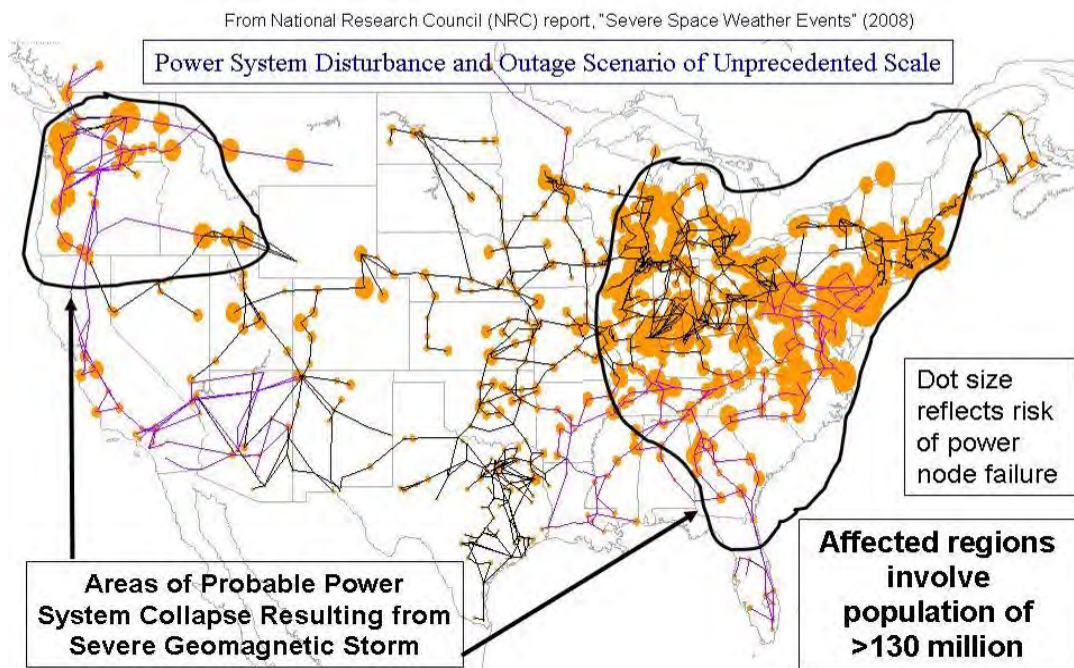 From National Research Council (NRC) report, "Severe Space Weather Events" (2008)
Power System Disturbance and Outage Scenario of Unprecedented Scale
Dot size
reflects risk
of power
node failure
Areas of Probable Power
System Collapse Resulting from
Severe Geomagnetic Storm
Affected regions
involve
population of
>130 million